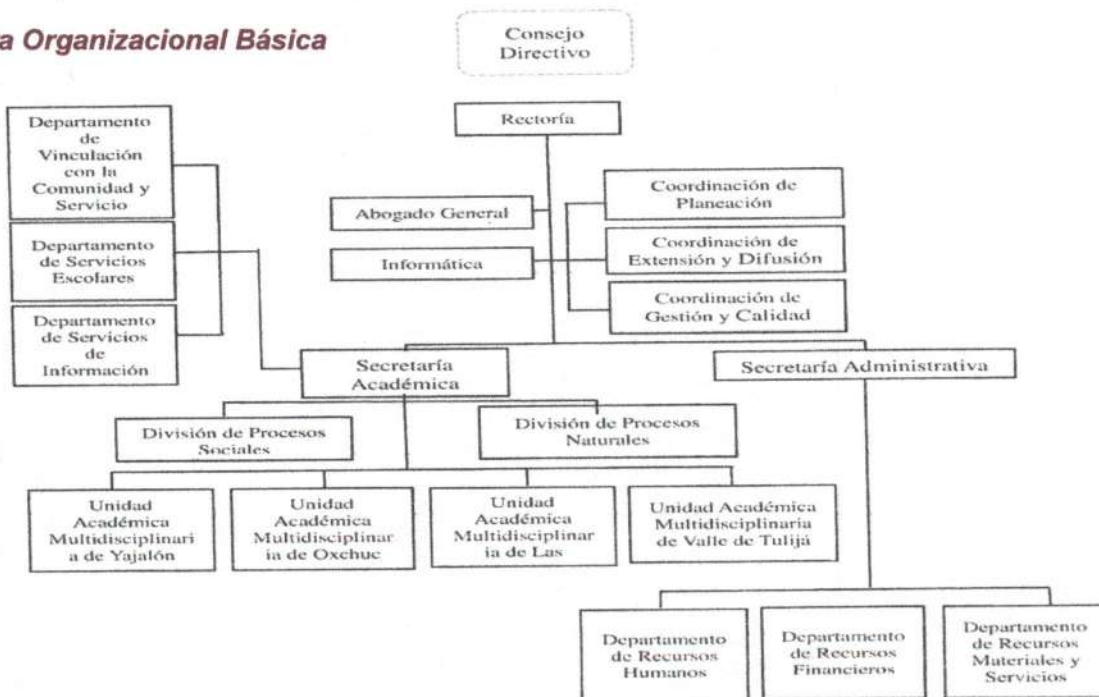 a Organizacional Básica
Consejo
Directivo
Rectoría
Departamento
de
Vinculación
con la
Comunidad y
Servicio
Departamento
de Servicios
Escolares
Departamento
de Servicios
de
Información
Abogado General
Informática
Coordinación de
Planeación
Coordinación de
Extensión y Difusión
Coordinación de
Gestión y Calidad
Secretaría
Académica
Secretaría Administrativa
División de Procesos
Sociales
División de Procesos
Naturales
Unidad
Académica
Multidisciplinari
a de Yajalón
Unidad
Académica
Multidisciplinar
ia de Oxchuc
Unidad
Académica
Multidisciplinar
ia de Las
Unidad Académica
Multidisciplinaria
de Valle de Tulijá
Departamento
de Recursos
Humanos
Departamento
de Recursos
Financieros
Departamento
de Recursos
Materiales y
Servicios